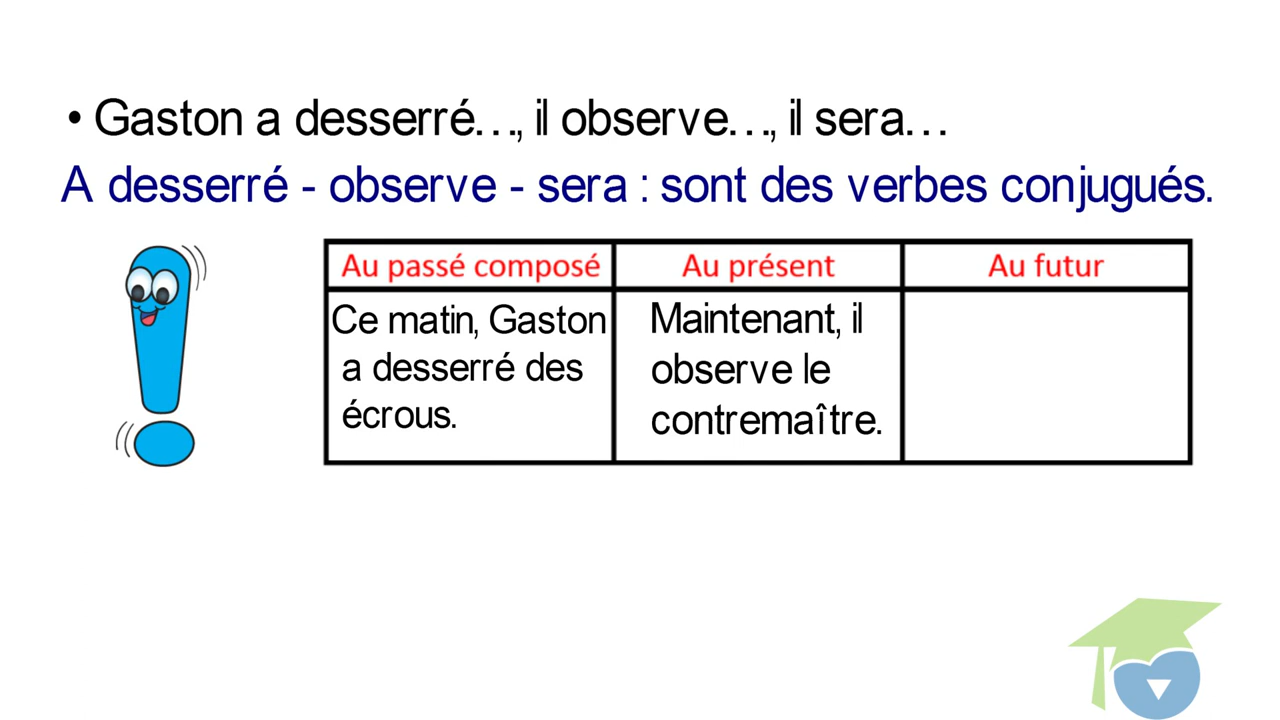 • Gaston a desserré…, il observe…, il sera…
A desserré - observe - sera : sont des verbes conjugués.
Au passé composé
Au présent
Au futur
Ce matin, Gaston
a desserré des
écrous.
Maintenant, il
observe le
contremaître.